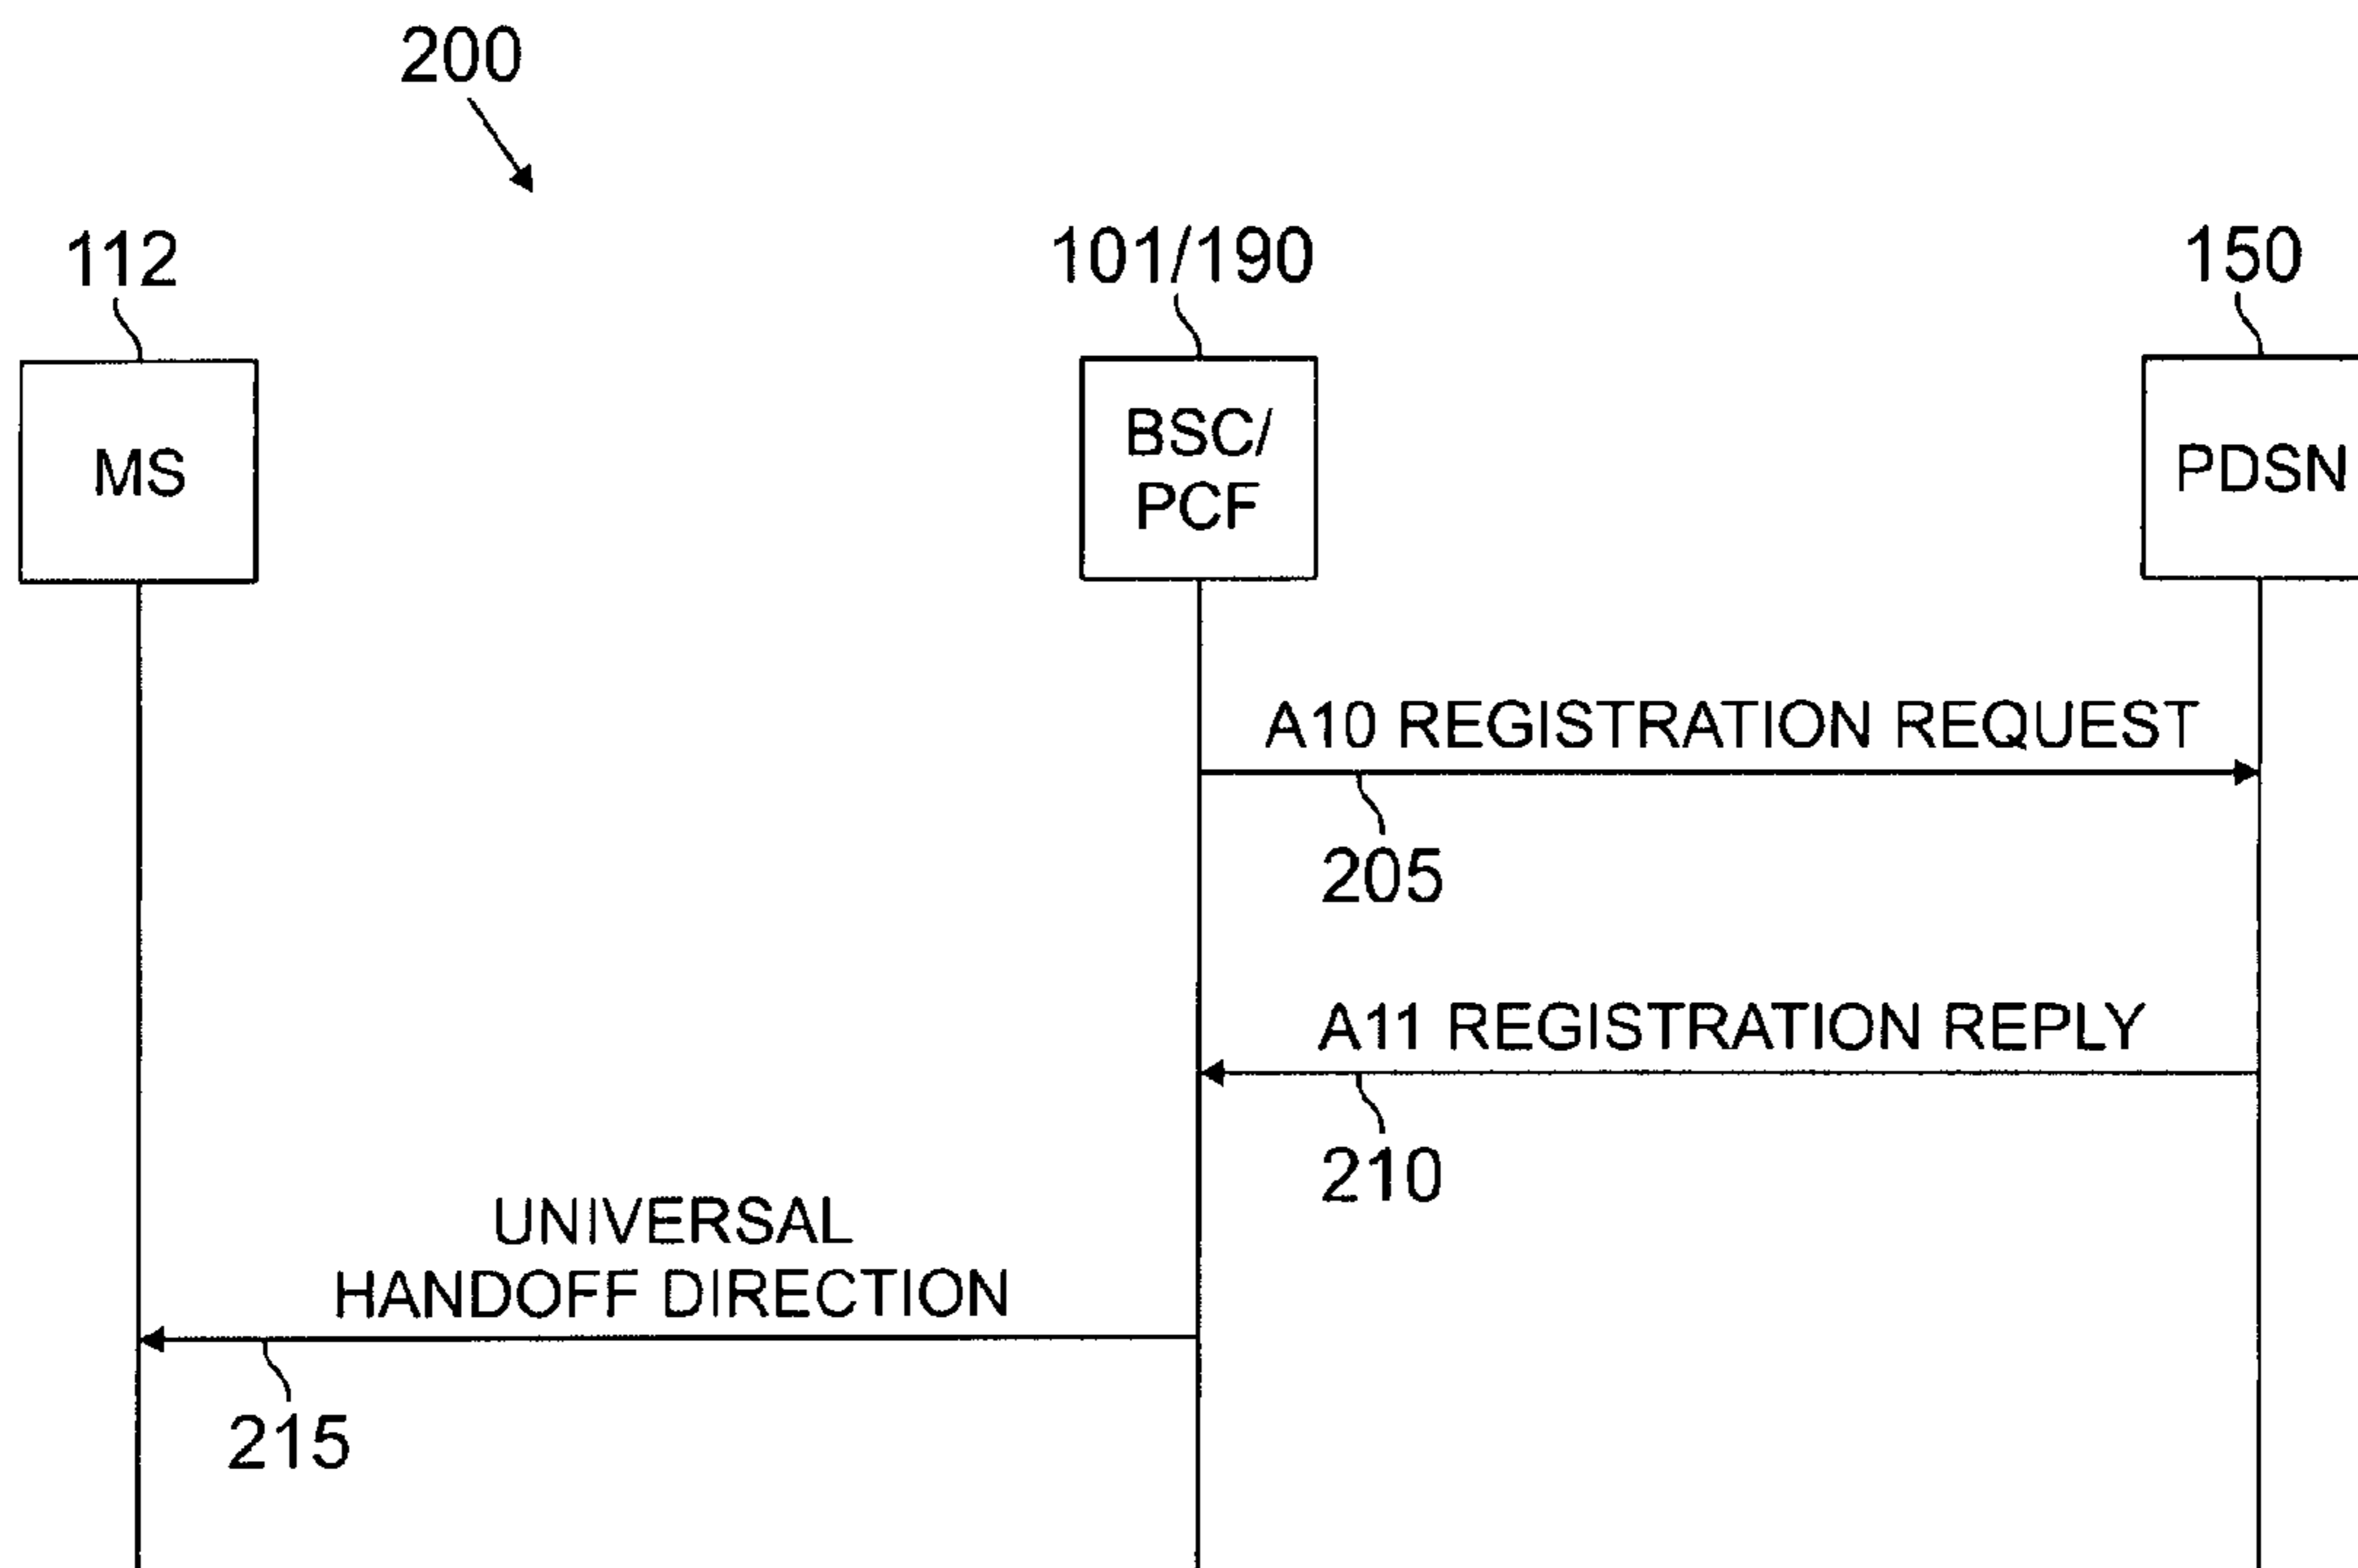 200
112
101/190
150
MS
BSC/
PCF
PDSN
A10 REGISTRATION REQUEST
205
A11 REGISTRATION REPLY
210
UNIVERSAL
HANDOFF DIRECTION
215